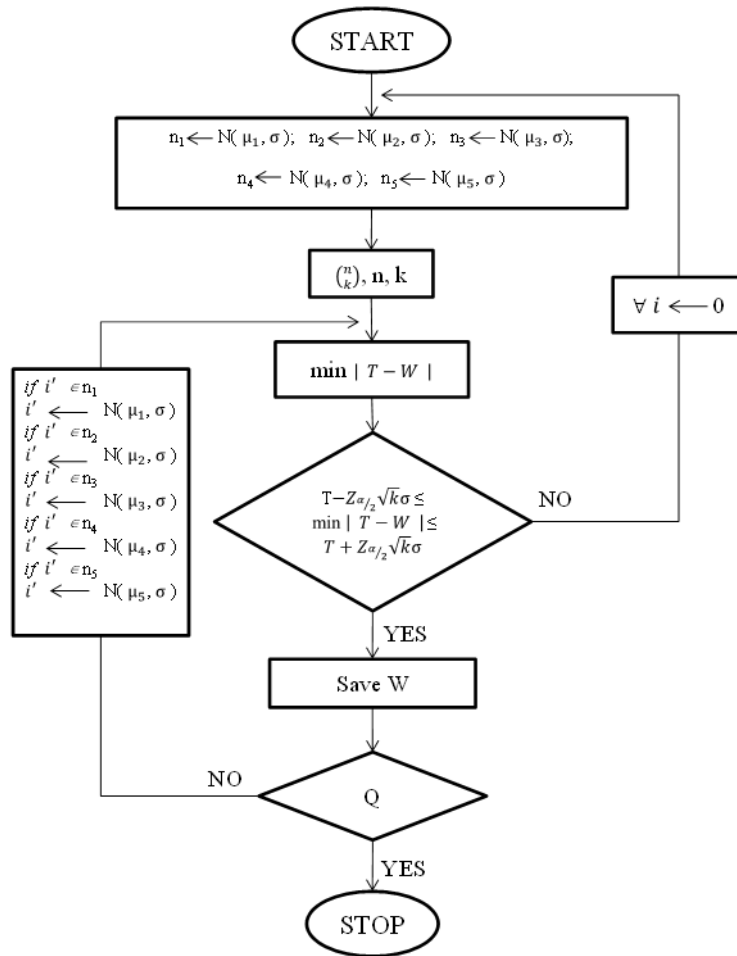 START
n₁← N( μ₁, σ);  n₂← N( μ₂, σ);  n₃← N( μ₃, σ);
n₄← N( μ₄, σ);  n₅← N( μ₅, σ)
(n k), n, k
∀ i ← 0
min | T − W |
if i′ ∈n₁
i′ ← N( μ₁, σ)
if i′ ∈n₂
i′ ← N( μ₂, σ)
if i′ ∈n₃
i′ ← N( μ₃, σ)
if i′ ∈n₄
i′ ← N( μ₄, σ)
if i′ ∈n₅
i′ ← N( μ₅, σ)
T−Z_{α/2}√kσ ≤
min | T − W | ≤
T + Z_{α/2}√kσ
NO
YES
Save W
NO
Q
YES
STOP